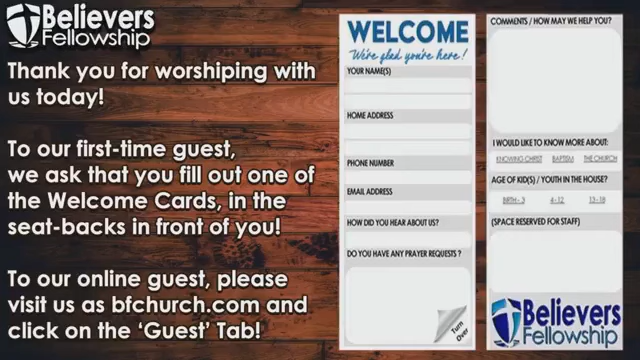 Believers
Fellowship
Thank you for worshiping with
us today!
To our first-time guest,
we ask that you fill out one of
the Welcome Cards, in the
seat-backs in front of you!
To our online guest, please
visit us as bfchurch.com and
click on the ‘Guest’ Tab!
WELCOME
We're glad you're here!
YOUR NAME(S)
HOME ADDRESS
PHONE NUMBER
EMAIL ADDRESS
HOW DID YOU HEAR ABOUT US?
DO YOU HAVE ANY PRAYER REQUESTS ?
Turn
Over
COMMENTS / HOW MAY WE HELP YOU?
I WOULD LIKE TO KNOW MORE ABOUT:
KNOWING CHRIST BAPTISM THE CHURCH
AGE OF KID(S) / YOUTH IN THE HOUSE?
BIRTH - 3 4-12 13-18
(SPACE RESERVED FOR STAFF)
Believers
Fellowship